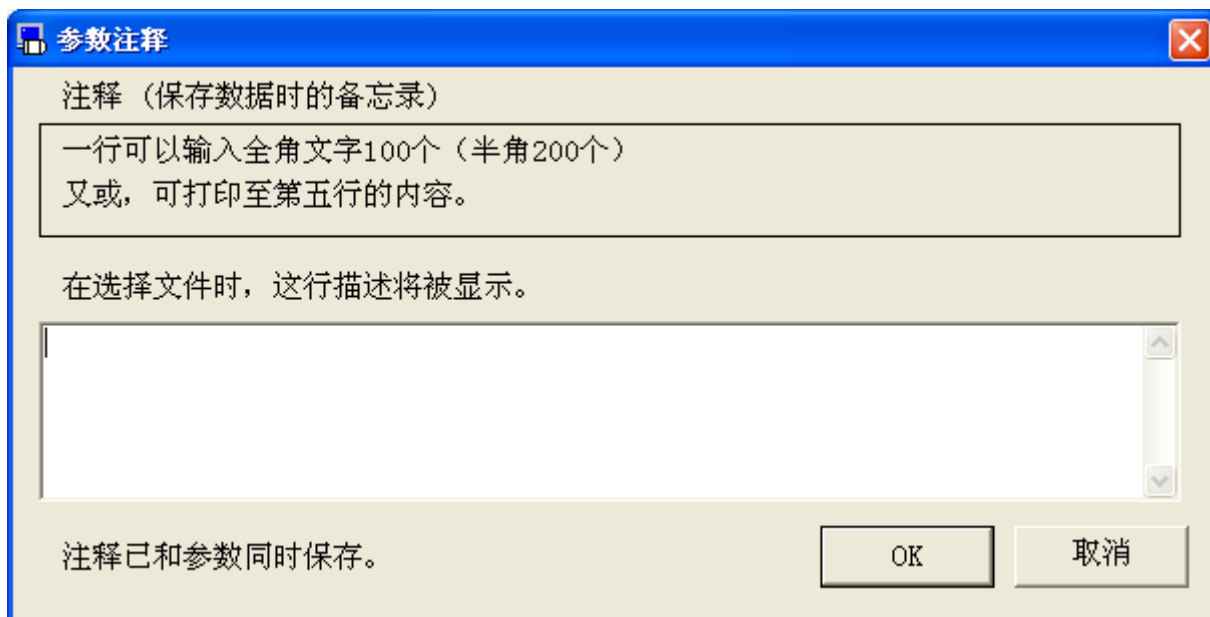 参数注释
注释（保存数据时的备忘录）
一行可以输入全角文字100个（半角200个）
又或，可打印至第五行的内容。
在选择文件时，这行描述将被显示。
注释已和参数同时保存。
OK
取消